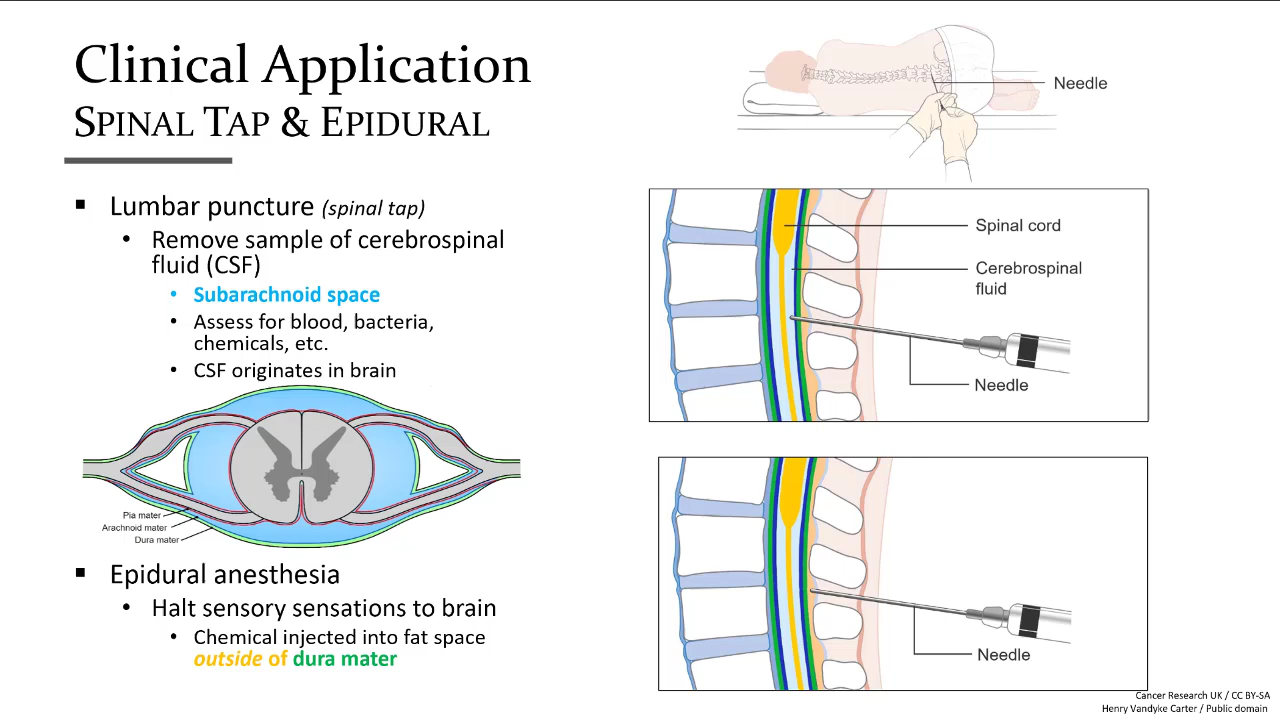 Clinical Application
SPINAL TAP & EPIDURAL
▪ Lumbar puncture (spinal tap)
• Remove sample of cerebrospinal
fluid (CSF)
• Subarachnoid space
• Assess for blood, bacteria,
chemicals, etc.
• CSF originates in brain
Pia mater
Arachnoid mater
Dura mater
▪ Epidural anesthesia
• Halt sensory sensations to brain
• Chemical injected into fat space
outside of dura mater
Needle
Spinal cord
Cerebrospinal
fluid
Needle
Needle
Cancer Research UK / CC BY-SA
Henry Vandyke Carter / Public domain